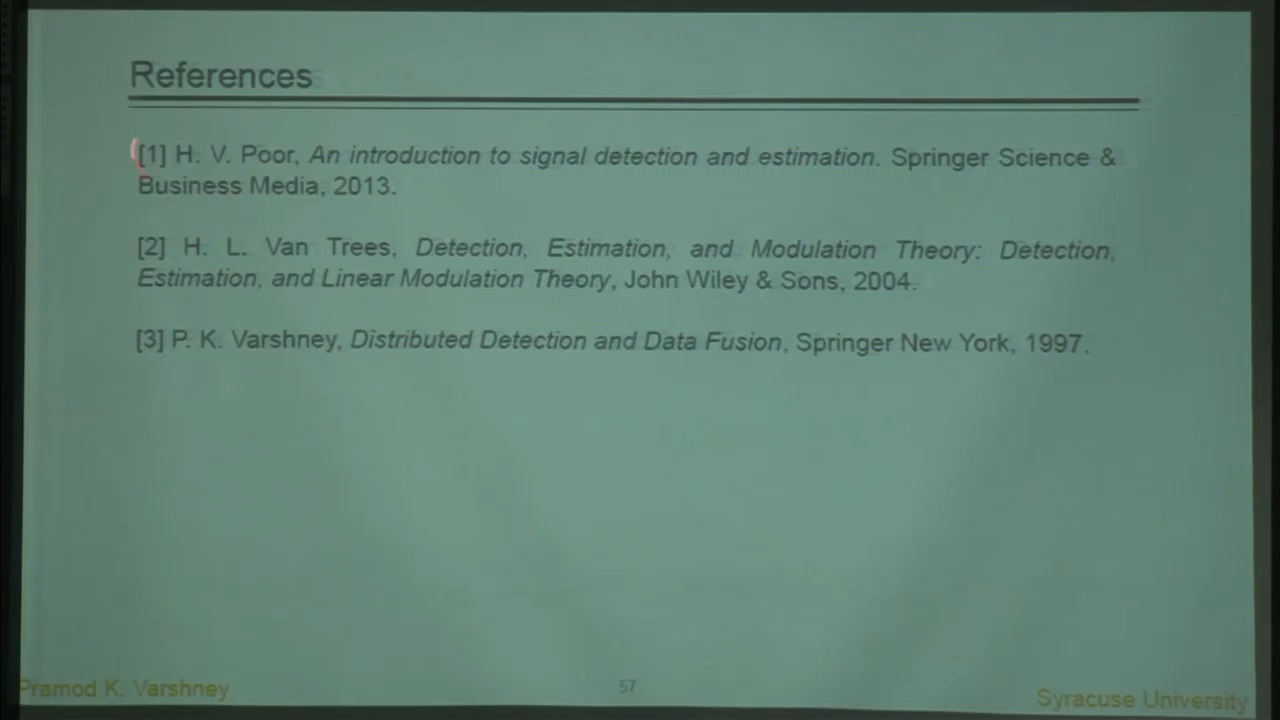 References
[1] H. V. Poor, An introduction to signal detection and estimation. Springer Science &
Business Media, 2013.
[2] H. L. Van Trees, Detection, Estimation, and Modulation Theory: Detection,
Estimation, and Linear Modulation Theory, John Wiley & Sons, 2004.
[3] P. K. Varshney, Distributed Detection and Data Fusion, Springer New York, 1997.
Pramod K. Varshney
57
Syracuse University